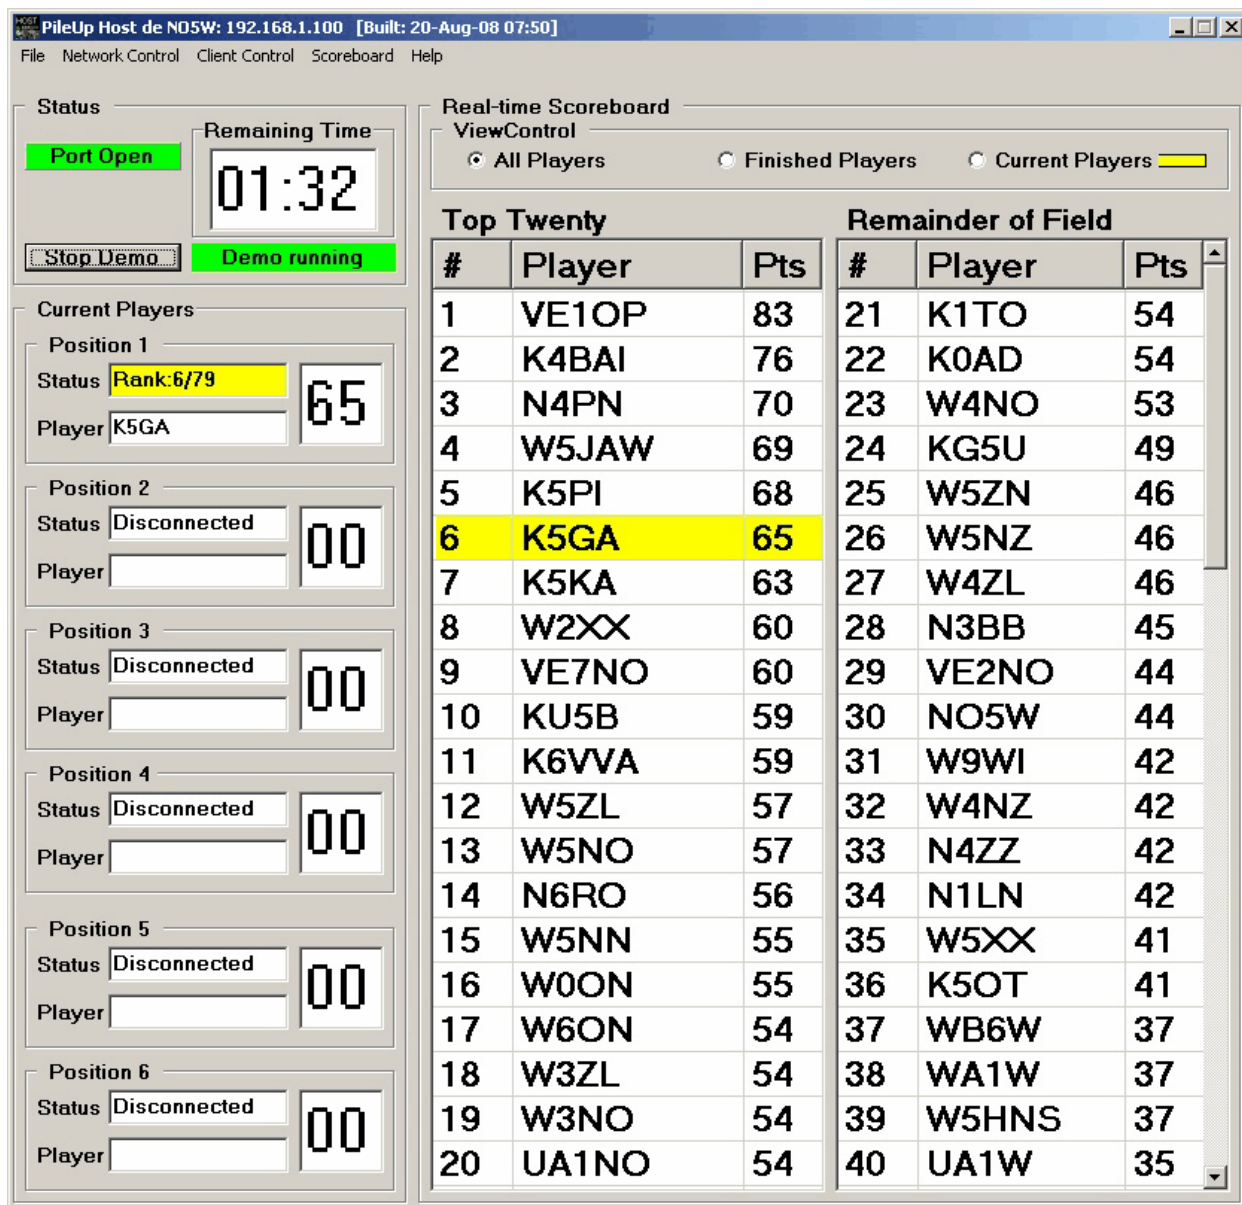 PileUp Host de NO5W: 192.168.1.100 [Built: 20-Aug-08 07:50]
File Network Control Client Control Scoreboard Help
Status
Port Open
Remaining Time
01:32
Stop Demo
Demo running
Current Players
Position 1
Status Rank:6/79
65
Player K5GA
Position 2
Status Disconnected
00
Player
Position 3
Status Disconnected
00
Player
Position 4
Status Disconnected
00
Player
Position 5
Status Disconnected
00
Player
Position 6
Status Disconnected
00
Player
Real-time Scoreboard
ViewControl
All Players Finished Players Current Players
Top Twenty
# Player Pts
1 VE1OP 83
2 K4BAI 76
3 N4PN 70
4 W5JAW 69
5 K5PI 68
6 K5GA 65
7 K5KA 63
8 W2XX 60
9 VE7NO 60
10 KU5B 59
11 K6VVA 59
12 W5ZL 57
13 W5NO 57
14 N6RO 56
15 W5NN 55
16 W0ON 55
17 W6ON 54
18 W3ZL 54
19 W3NO 54
20 UA1NO 54
Remainder of Field
# Player Pts
21 K1TO 54
22 K0AD 54
23 W4NO 53
24 KG5U 49
25 W5ZN 46
26 W5NZ 46
27 W4ZL 46
28 N3BB 45
29 VE2NO 44
30 NO5W 44
31 W9WI 42
32 W4NZ 42
33 N4ZZ 42
34 N1LN 42
35 W5XX 41
36 K5OT 41
37 WB6W 37
38 WA1W 37
39 W5HNS 37
40 UA1W 35